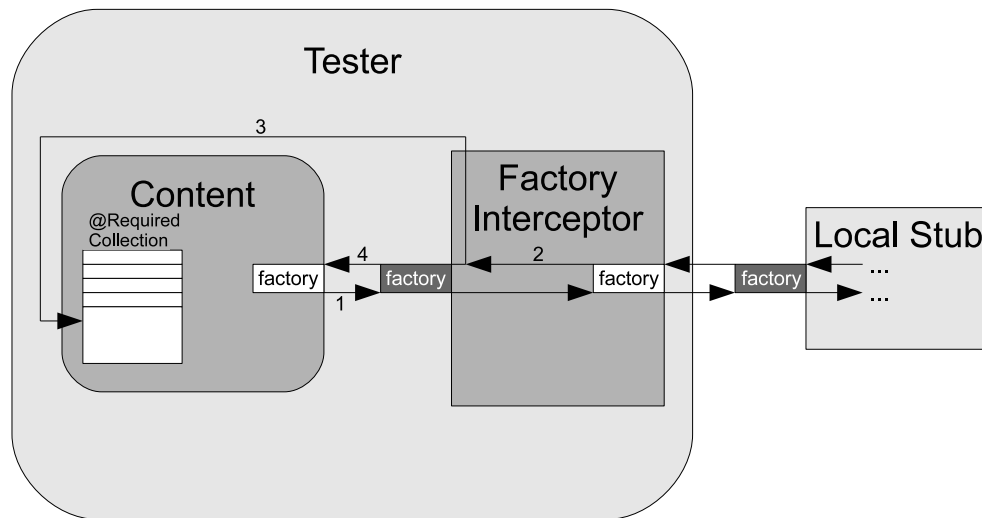 Tester
3
Content
@Required
Collection
Factory
Interceptor
Local Stub
4
2
factory
factory
factory
factory
...
...
1